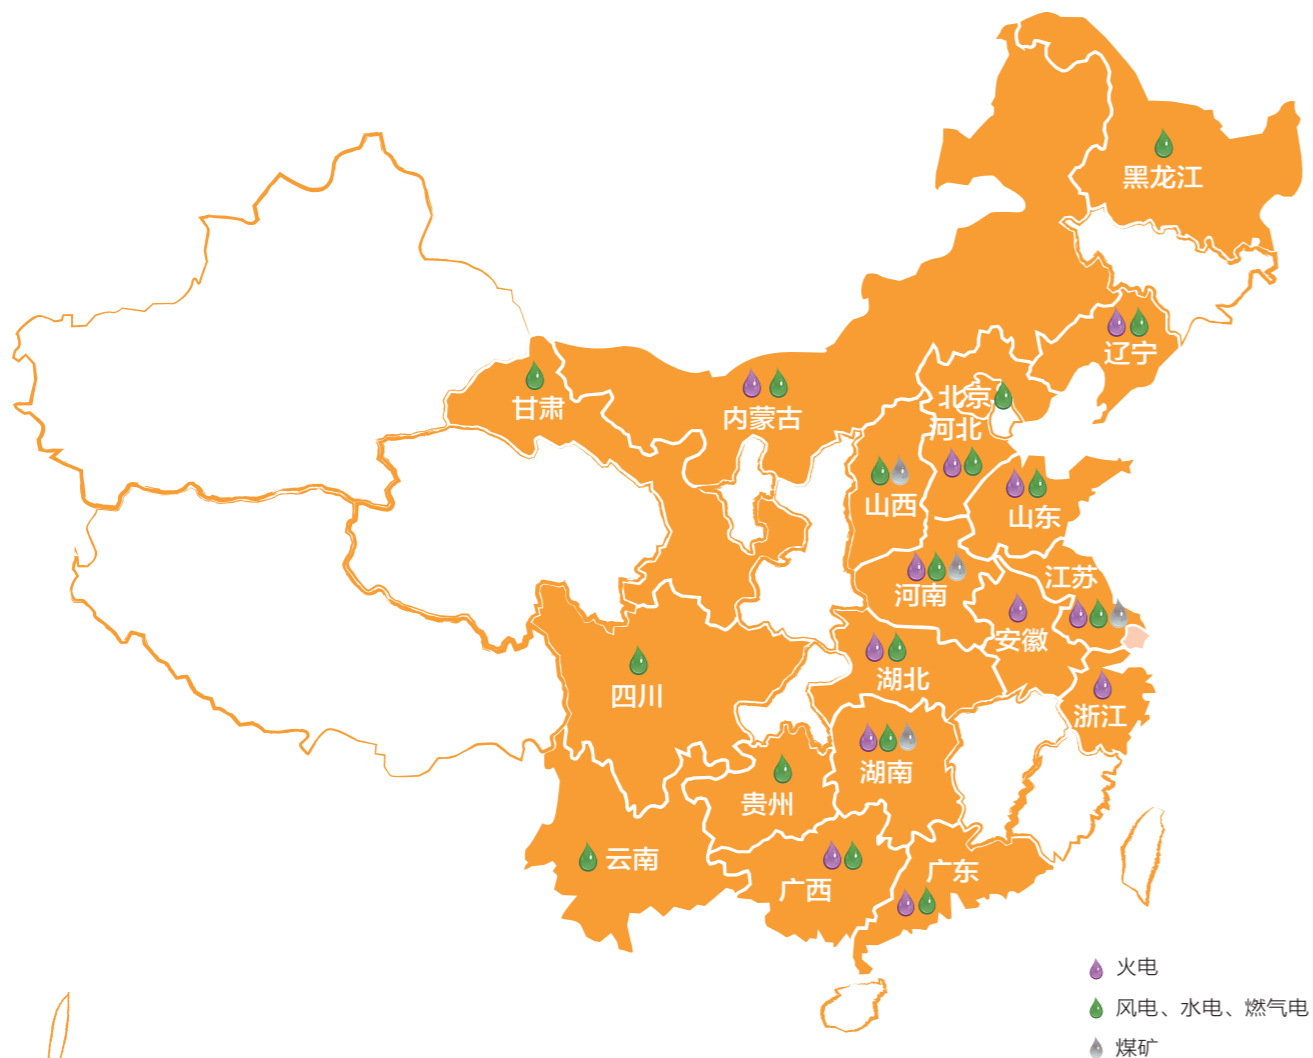 黑龙江
辽宁
甘肃
内蒙古
北京
河北
山西
山东
江苏
河南
安徽
湖北
四川
浙江
湖南
贵州
云南
广东
广西
火电
风电、水电、燃气电
煤矿